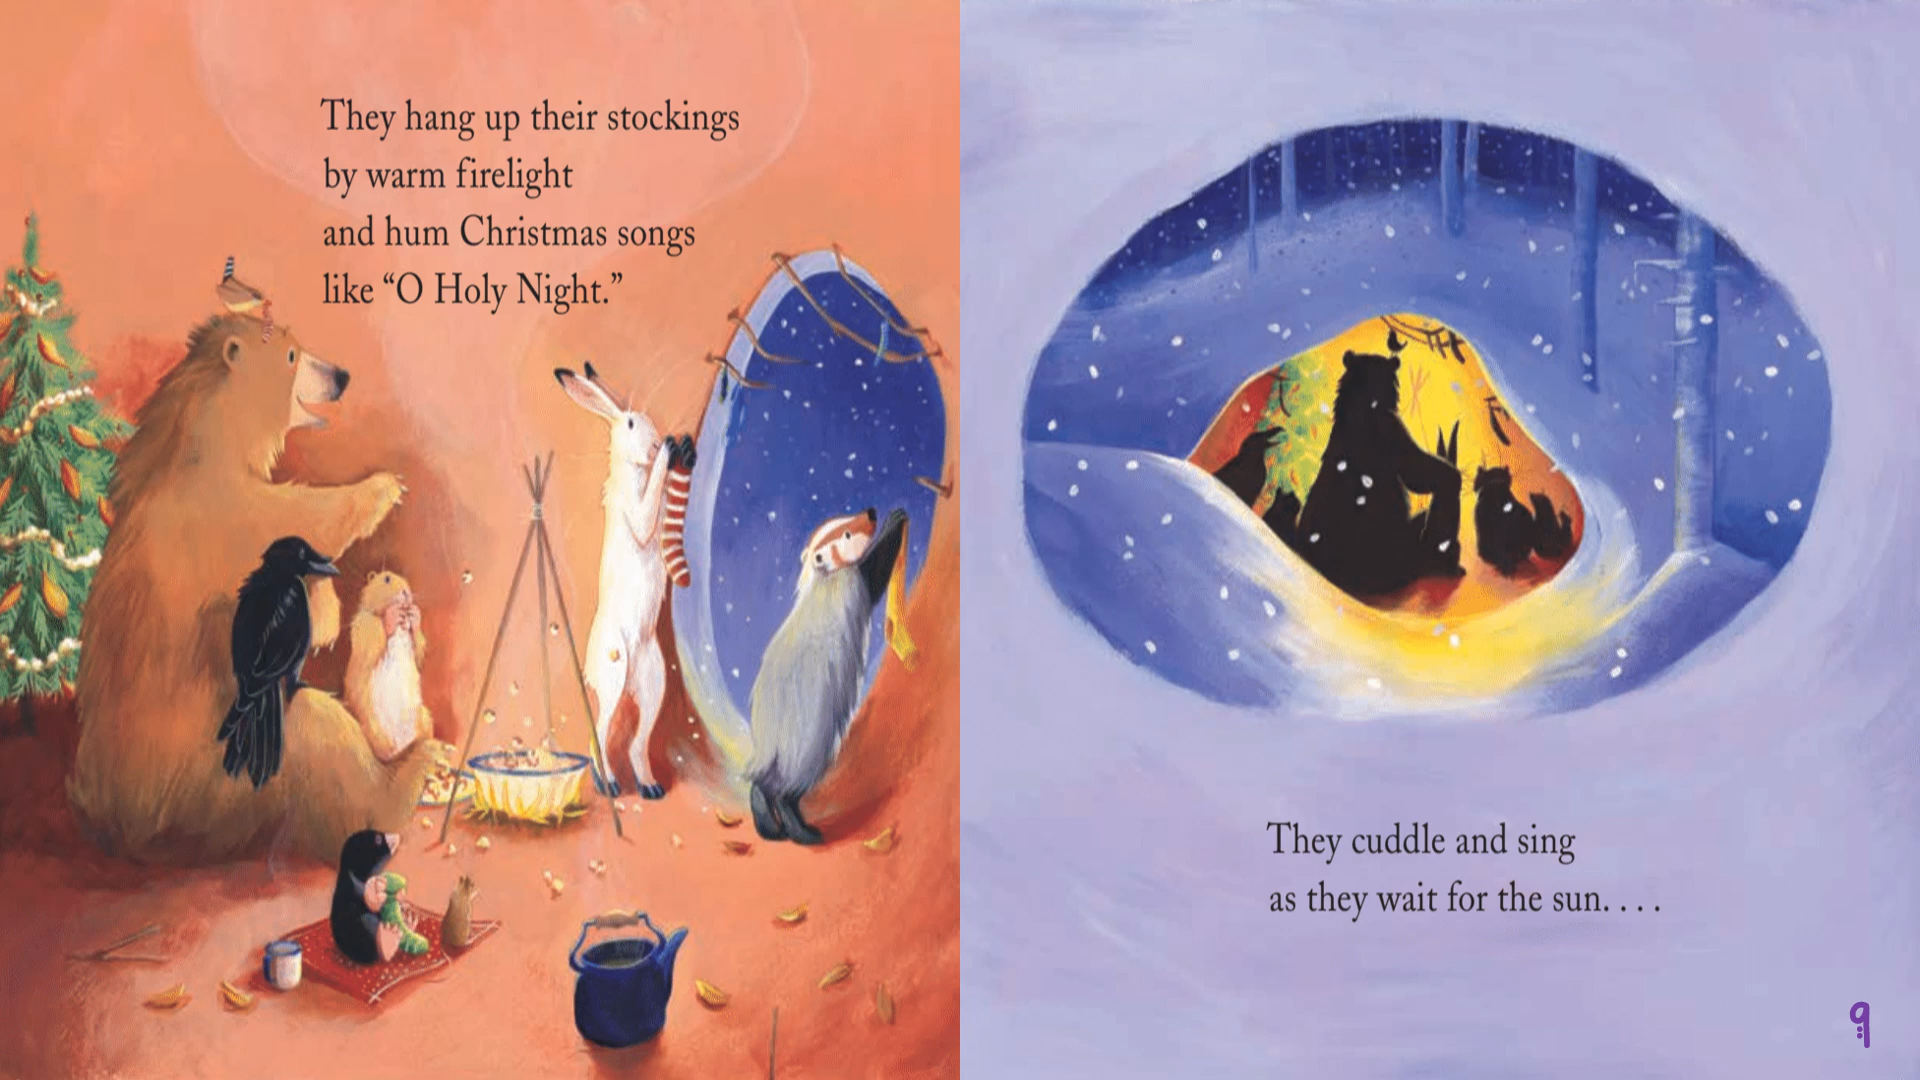 They hang up their stockings
by warm firelight
and hum Christmas songs
like “O Holy Night.”
They cuddle and sing
as they wait for the sun. . . .